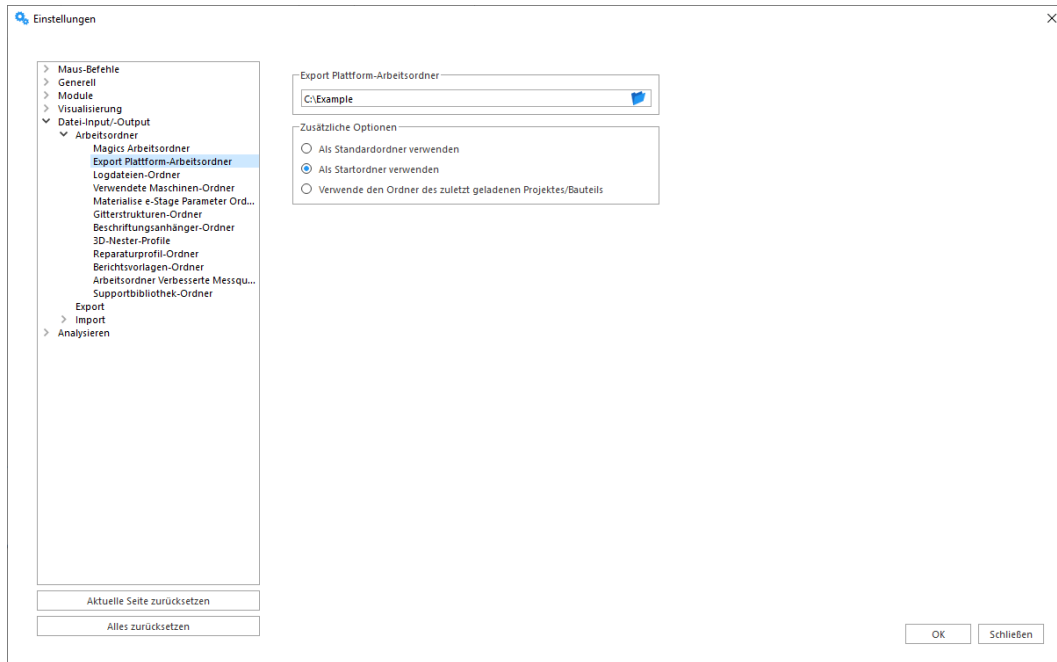 Einstellungen
Maus-Befehle
Generell
Module
Visualisierung
Datei-Input/-Output
Arbeitsordner
Magics Arbeitsordner
Export Plattform-Arbeitsordner
Logdateien-Ordner
Verwendete Maschinen-Ordner
Materialise e-Stage Parameter Ord...
Gitterstrukturen-Ordner
Beschriftungsanhänger-Ordner
3D-Nester-Profile
Reparaturprofil-Ordner
Berichtsvorlagen-Ordner
Arbeitsordner Verbesserte Messqu...
Supportbibliothek-Ordner
Export
Import
Analysieren
Aktuelle Seite zurücksetzen
Alles zurücksetzen
Export Plattform-Arbeitsordner
C:\Example
Zusätzliche Optionen
Als Standardordner verwenden
Als Startordner verwenden
Verwende den Ordner des zuletzt geladenen Projektes/Bauteils
OK
Schließen